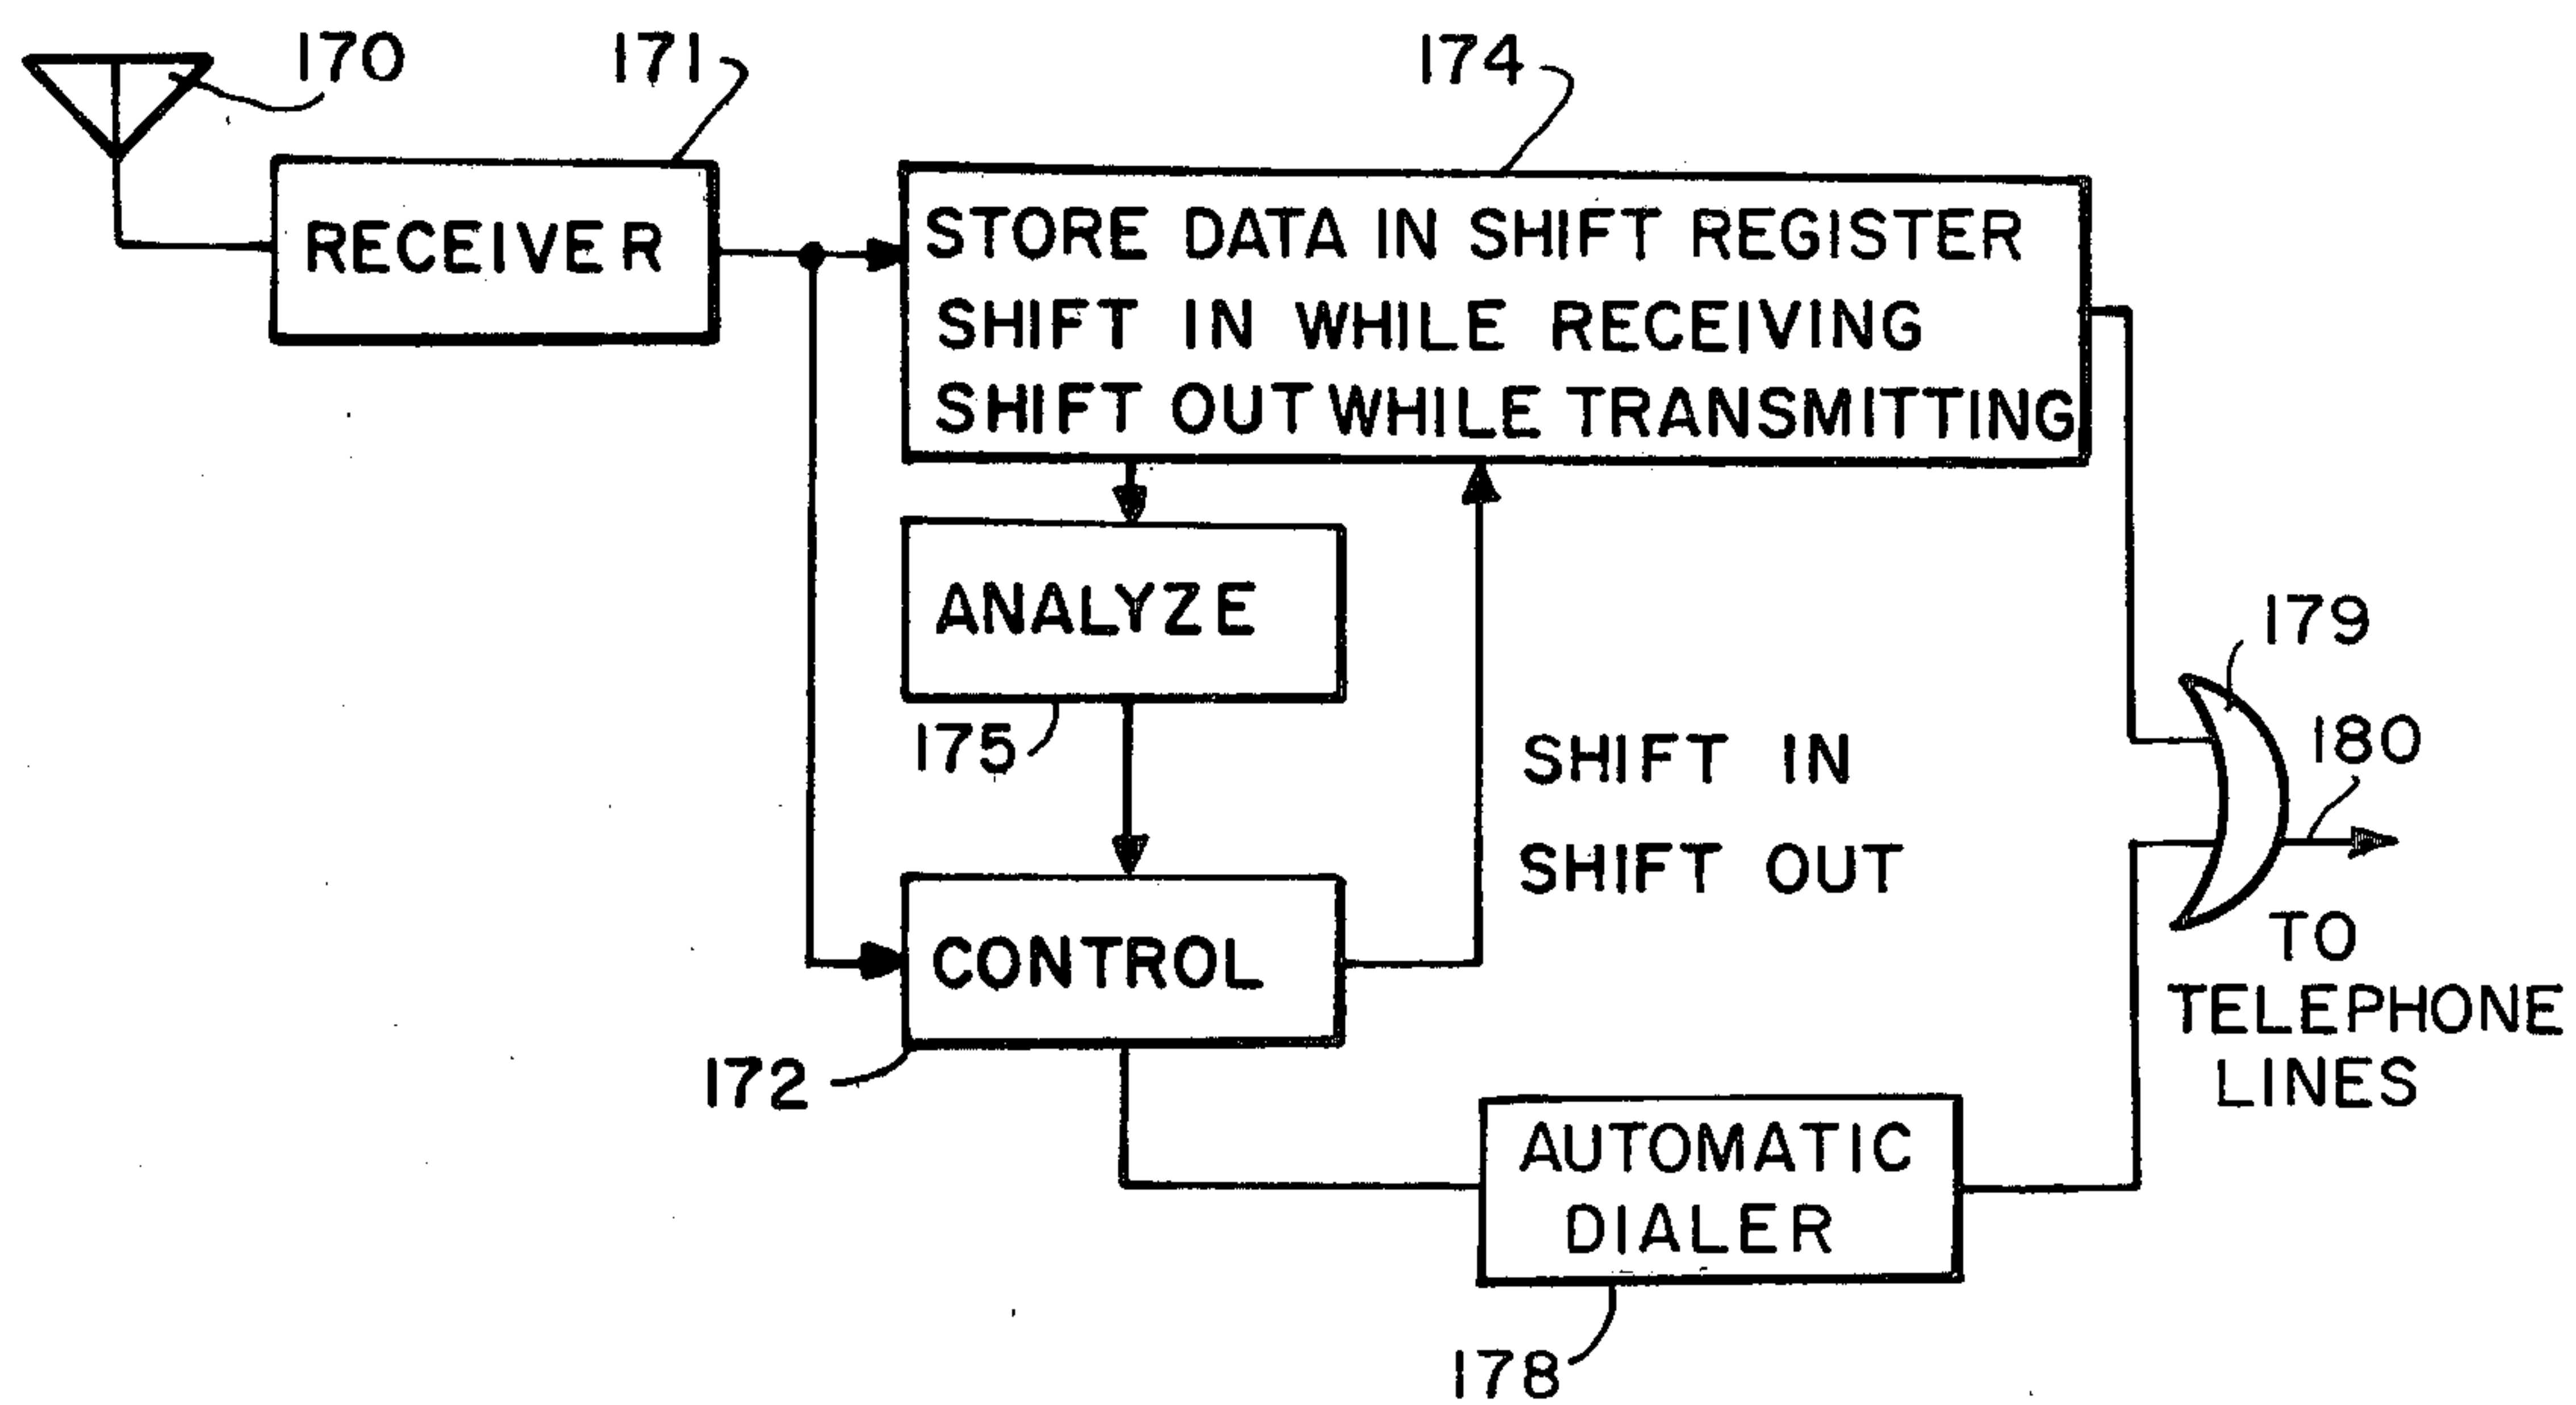 170
171
174
RECEIVER
STORE DATA IN SHIFT REGISTER
SHIFT IN WHILE RECEIVING
SHIFT OUT WHILE TRANSMITTING
ANALYZE
175
179
180
SHIFT IN
SHIFT OUT
CONTROL
172
TO
TELEPHONE
LINES
AUTOMATIC
DIALER
178